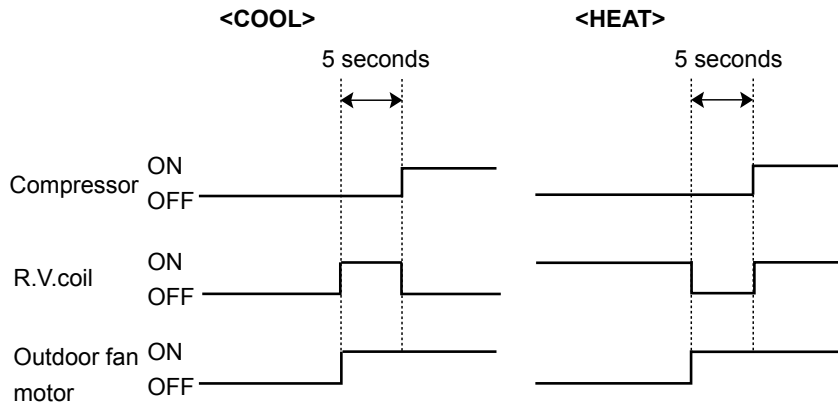 <COOL>
<HEAT>
5 seconds
5 seconds
Compressor
ON
OFF
R.V.coil
ON
OFF
Outdoor fan
motor
ON
OFF